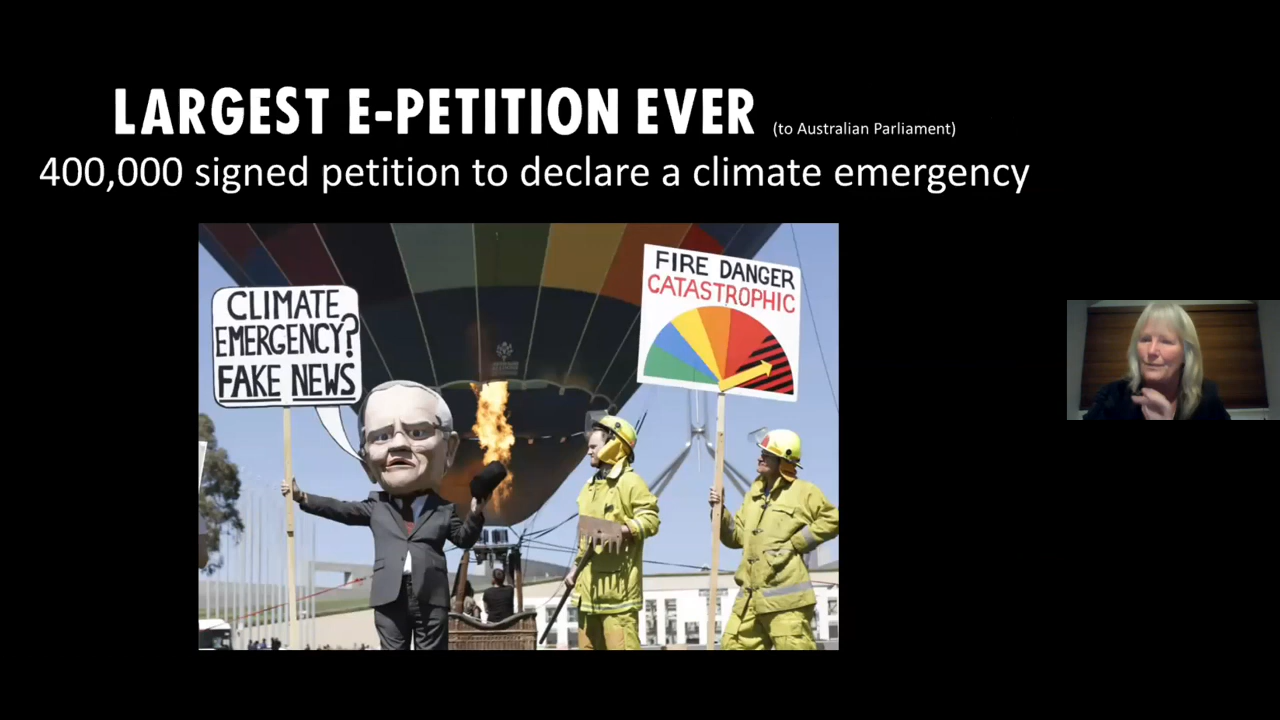 LARGEST E-PETITION EVER (to Australian Parliament)
400,000 signed petition to declare a climate emergency
CLIMATE
EMERGENCY?
FAKE NEWS
FIRE DANGER
CATASTROPHIC